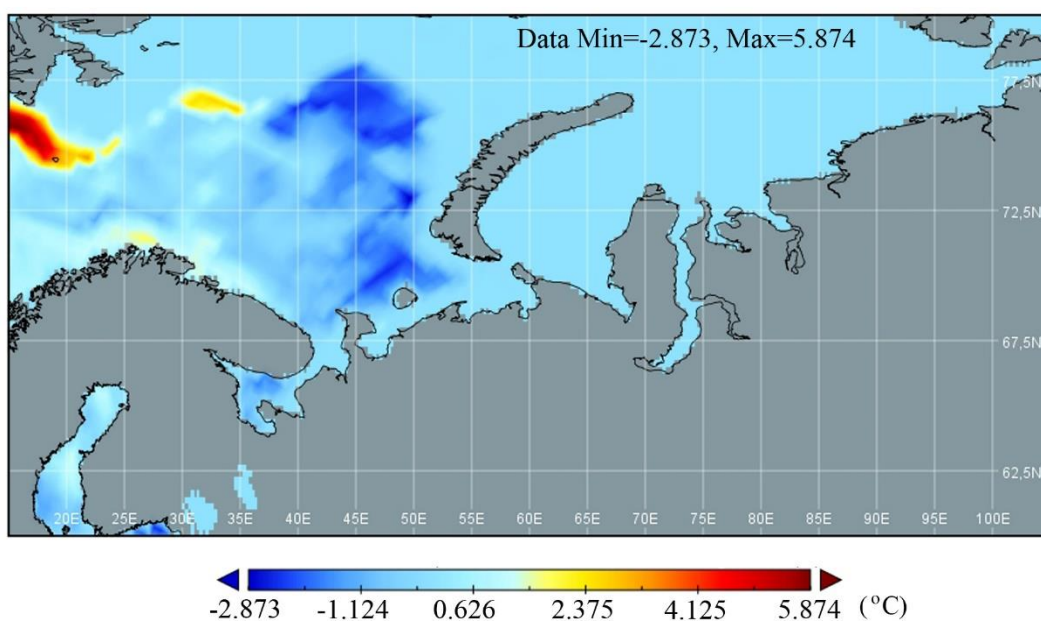 Data Min=-2.873, Max=5.874
77,5N
72,5N
67,5N
62,5N
20E 25E 30E 35E 40E 45E 50E 55E 60E 65E 70E 75E 80E 85E 90E 95E 100E
-2.873 -1.124 0.626 2.375 4.125 5.874 (°C)